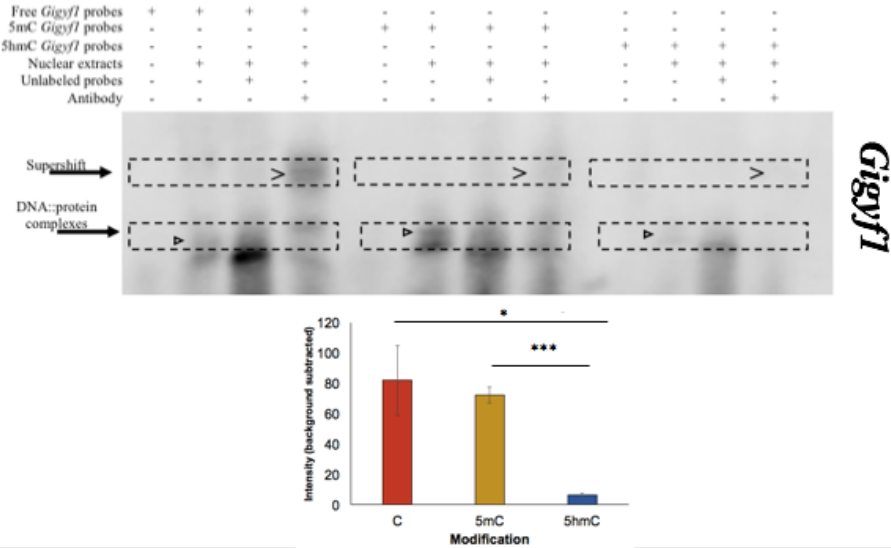 Free Gigyf1 probes + + + + - - - - - - - -
5mC Gigyf1 probes - - - - + + + + - - - -
5hmC Gigyf1 probes - - - - - - - - + + + +
Nuclear extracts - + + + - + + + - + + +
Unlabeled probes - - + - - - + - - - + -
Antibody - - - + - - - + - - - +
Supershift
> > >
DNA::protein
complexes
Gigyf1
Intensity (background subtracted)
120
100
80
60
40
20
0
*
***
C 5mC 5hmC
Modification